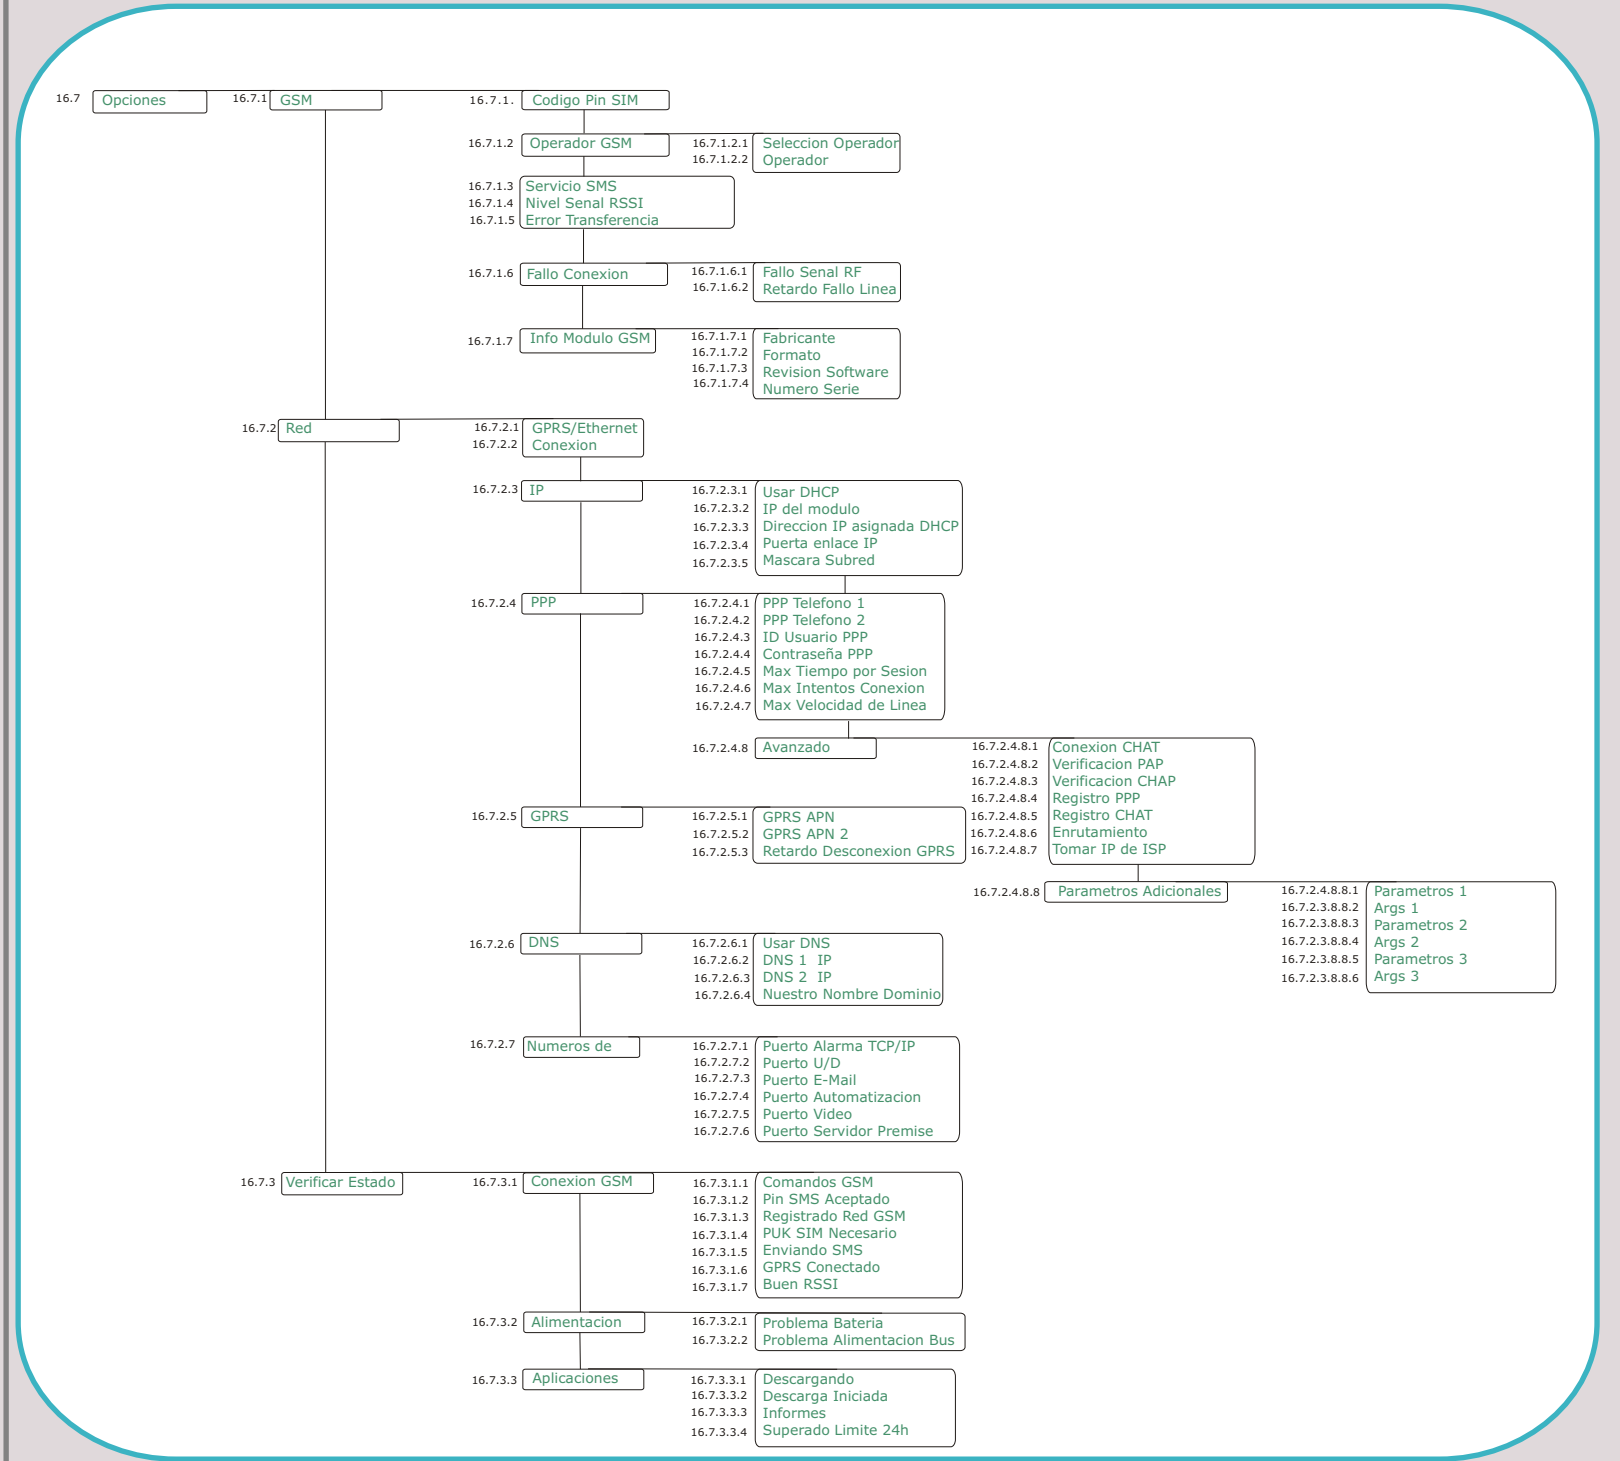 16.7 Opciones
16.7.1 GSM
16.7.1. Codigo Pin SIM
16.7.1.2 Operador GSM
16.7.1.2.1 Seleccion Operador
16.7.1.2.2 Operador
16.7.1.3 Servicio SMS
16.7.1.4 Nivel Senal RSSI
16.7.1.5 Error Transferencia
16.7.1.6 Fallo Conexion
16.7.1.6.1 Fallo Senal RF
16.7.1.6.2 Retardo Fallo Linea
16.7.1.7 Info Modulo GSM
16.7.1.7.1 Fabricante
16.7.1.7.2 Formato
16.7.1.7.3 Revision Software
16.7.1.7.4 Numero Serie
16.7.2 Red
16.7.2.1 GPRS/Ethernet
16.7.2.2 Conexion
16.7.2.3 IP
16.7.2.3.1 Usar DHCP
16.7.2.3.2 IP del modulo
16.7.2.3.3 Direccion IP asignada DHCP
16.7.2.3.4 Puerta enlace IP
16.7.2.3.5 Mascara Subred
16.7.2.4 PPP
16.7.2.4.1 PPP Telefono 1
16.7.2.4.2 PPP Telefono 2
16.7.2.4.3 ID Usuario PPP
16.7.2.4.4 Contraseña PPP
16.7.2.4.5 Max Tiempo por Sesion
16.7.2.4.6 Max Intentos Conexion
16.7.2.4.7 Max Velocidad de Linea
16.7.2.4.8 Avanzado
16.7.2.4.8.1 Conexion CHAT
16.7.2.4.8.2 Verificacion PAP
16.7.2.4.8.3 Verificacion CHAP
16.7.2.4.8.4 Registro PPP
16.7.2.4.8.5 Registro CHAT
16.7.2.4.8.6 Enrutamiento
16.7.2.4.8.7 Tomar IP de ISP
16.7.2.4.8.8 Parametros Adicionales
16.7.2.4.8.8.1 Parametros 1
16.7.2.3.8.8.2 Args 1
16.7.2.3.8.8.3 Parametros 2
16.7.2.3.8.8.4 Args 2
16.7.2.3.8.8.5 Parametros 3
16.7.2.3.8.8.6 Args 3
16.7.2.5 GPRS
16.7.2.5.1 GPRS APN
16.7.2.5.2 GPRS APN 2
16.7.2.5.3 Retardo Desconexion GPRS
16.7.2.6 DNS
16.7.2.6.1 Usar DNS
16.7.2.6.2 DNS 1 IP
16.7.2.6.3 DNS 2 IP
16.7.2.6.4 Nuestro Nombre Dominio
16.7.2.7 Numeros de
16.7.2.7.1 Puerto Alarma TCP/IP
16.7.2.7.2 Puerto U/D
16.7.2.7.3 Puerto E-Mail
16.7.2.7.4 Puerto Automatizacion
16.7.2.7.5 Puerto Video
16.7.2.7.6 Puerto Servidor Premise
16.7.3 Verificar Estado
16.7.3.1 Conexion GSM
16.7.3.1.1 Comandos GSM
16.7.3.1.2 Pin SMS Aceptado
16.7.3.1.3 Registrado Red GSM
16.7.3.1.4 PUK SIM Necesario
16.7.3.1.5 Enviando SMS
16.7.3.1.6 GPRS Conectado
16.7.3.1.7 Buen RSSI
16.7.3.2 Alimentacion
16.7.3.2.1 Problema Bateria
16.7.3.2.2 Problema Alimentacion Bus
16.7.3.3 Aplicaciones
16.7.3.3.1 Descargando
16.7.3.3.2 Descarga Iniciada
16.7.3.3.3 Informes
16.7.3.3.4 Superado Limite 24h